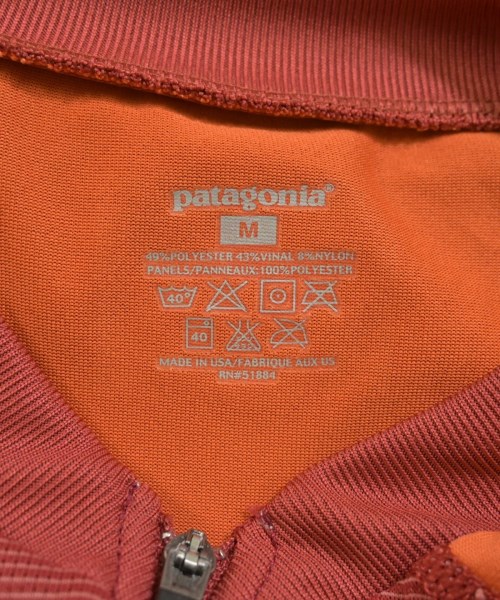 patagonia®
M
49%POLYESTER 43%VINAL 8%NYLON
PANELS/PANNEAUX:100%POLYESTER
40°
40
MADE IN USA/FABRIQUE AUX US
RN#51884